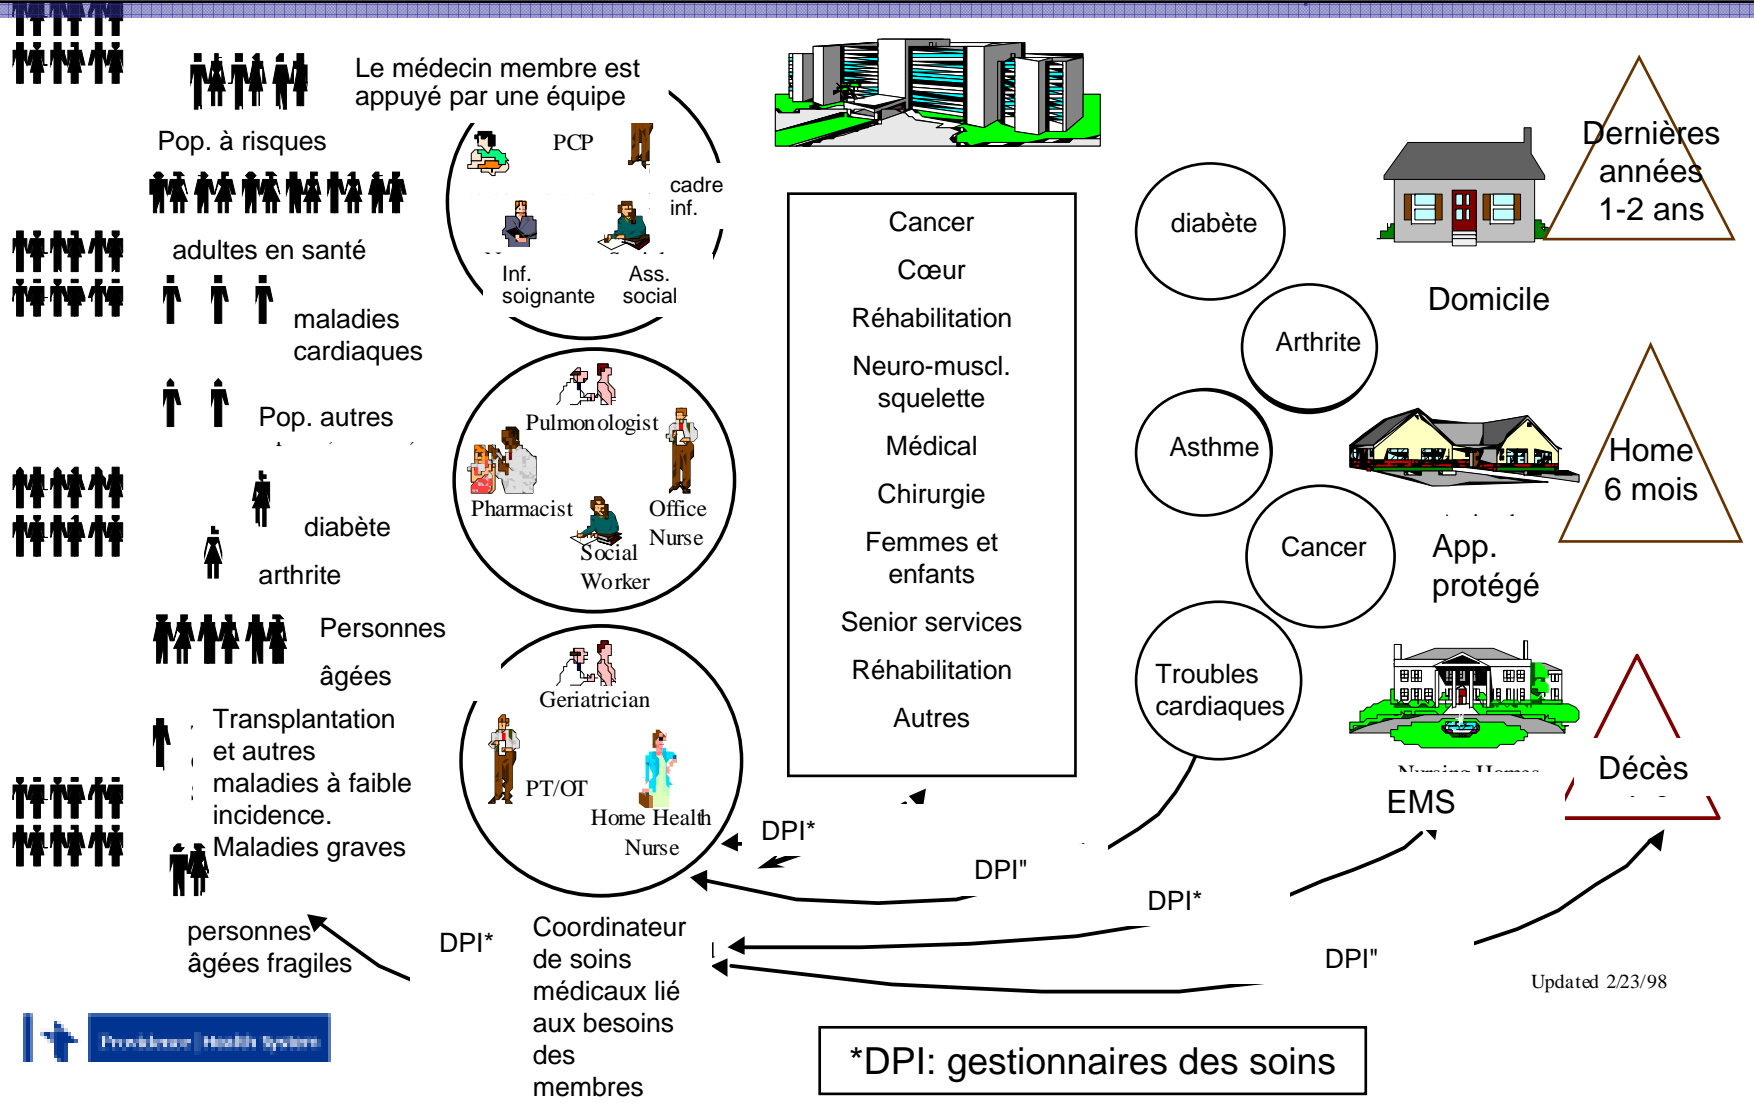 Le médecin membre est
appuyé par une équipe
Pop. à risques
adultes en santé
maladies
cardiaques
Pop. autres
diabète
arthrite
Personnes
âgées
Transplantation
et autres
maladies à faible
incidence.
Maladies graves
personnes
âgées fragiles
PCP
cadre
inf.
Inf.
soignante
Ass.
social
Pulmonologist
Pharmacist
Office
Nurse
Social
Worker
Geriatrician
PT/OT
Home Health
Nurse
Coordinateur
de soins
médicaux lié
aux besoins
des
membres
Cancer
Cœur
Réhabilitation
Neuro-muscl.
squelette
Médical
Chirurgie
Femmes et
enfants
Senior services
Réhabilitation
Autres
diabète
Arthrite
Asthme
Cancer
Troubles
cardiaques
Domicile
App.
protégé
Nursing Homes
EMS
Dernières
années
1-2 ans
Home
6 mois
Décès
DPI*
DPI"
DPI*
DPI*
DPI"
Updated 2/23/98
Providence Health System
*DPI: gestionnaires des soins